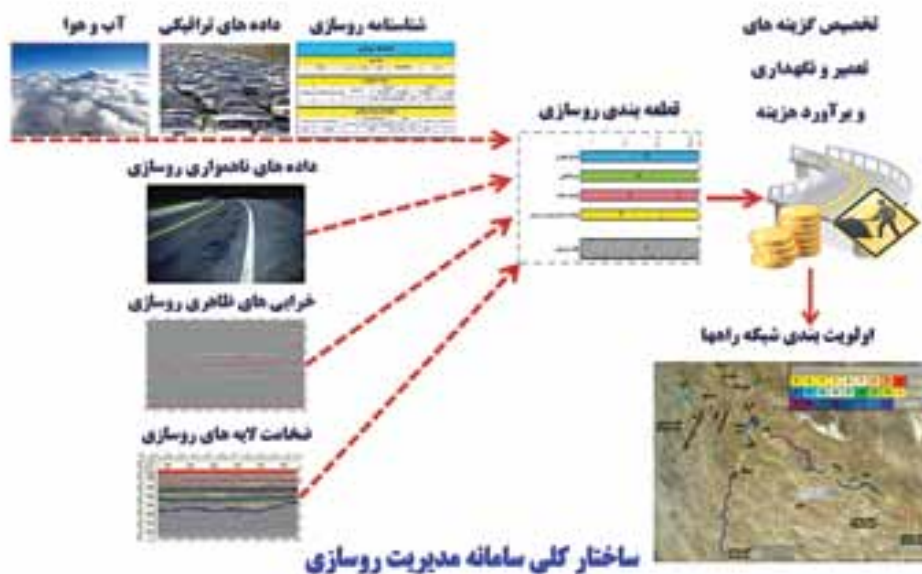 شناسنامه روسازی
داده های ترافیکی
آب و هوا
تخصیص گزینه های
تعمیر و نگهداری
و برآورد هزینه
قطعه بندی روسازی
داده های ناهمواری روسازی
خرابی های ظاهری روسازی
اولویت بندی شبکه راهها
ضخامت لایه های روسازی
ساختار کلی سامانه مدیریت روسازی